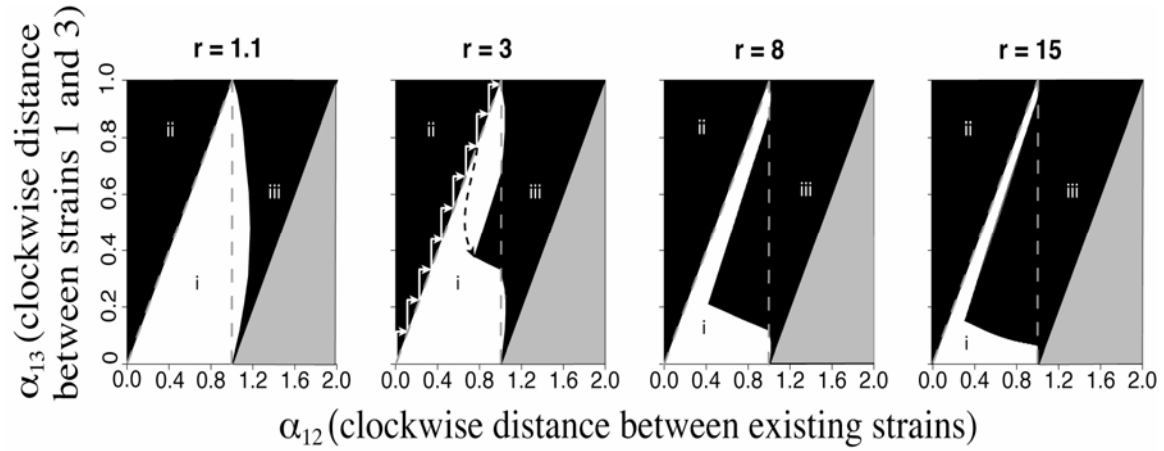 r = 1.1
r = 3
r = 8
r = 15
α13 (clockwise distance
between strains 1 and 3)
1.0
0.8
0.6
0.4
0.2
0
ii ii ii ii
iii iii iii iii
i i i i
0.0 0.4 0.8 1.2 1.6 2.0
0.0 0.4 0.8 1.2 1.6 2.0
0.0 0.4 0.8 1.2 1.6 2.0
0.0 0.4 0.8 1.2 1.6 2.0
α12 (clockwise distance between existing strains)